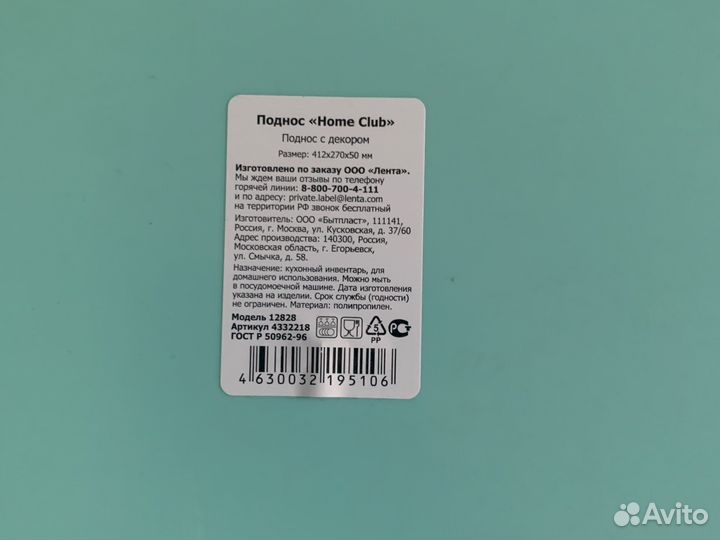 Поднос «Home Club»
Поднос с декором
Размер: 412х270х50 мм
Изготовлено по заказу ООО «Лента».
Мы ждем ваши отзывы по телефону
горячей линии: 8-800-700-4-111
и по адресу: private.label@lenta.com
на территории РФ звонок бесплатный
Изготовитель: ООО «Бытпласт», 111141,
Россия, г. Москва, ул. Кусковская, д. 37/60
Адрес производства: 140300, Россия,
Московская область, г. Егорьевск,
ул. Смычка, д. 58.
Назначение: кухонный инвентарь, для
домашнего использования. Можно мыть
в посудомоечной машине. Дата изготовления
указана на изделии. Срок службы (годности)
не ограничен. Материал: полипропилен.
Модель 12828
Артикул 4332218
ГОСТ Р 50962-96
5
PP
4 630032 195106
Avito